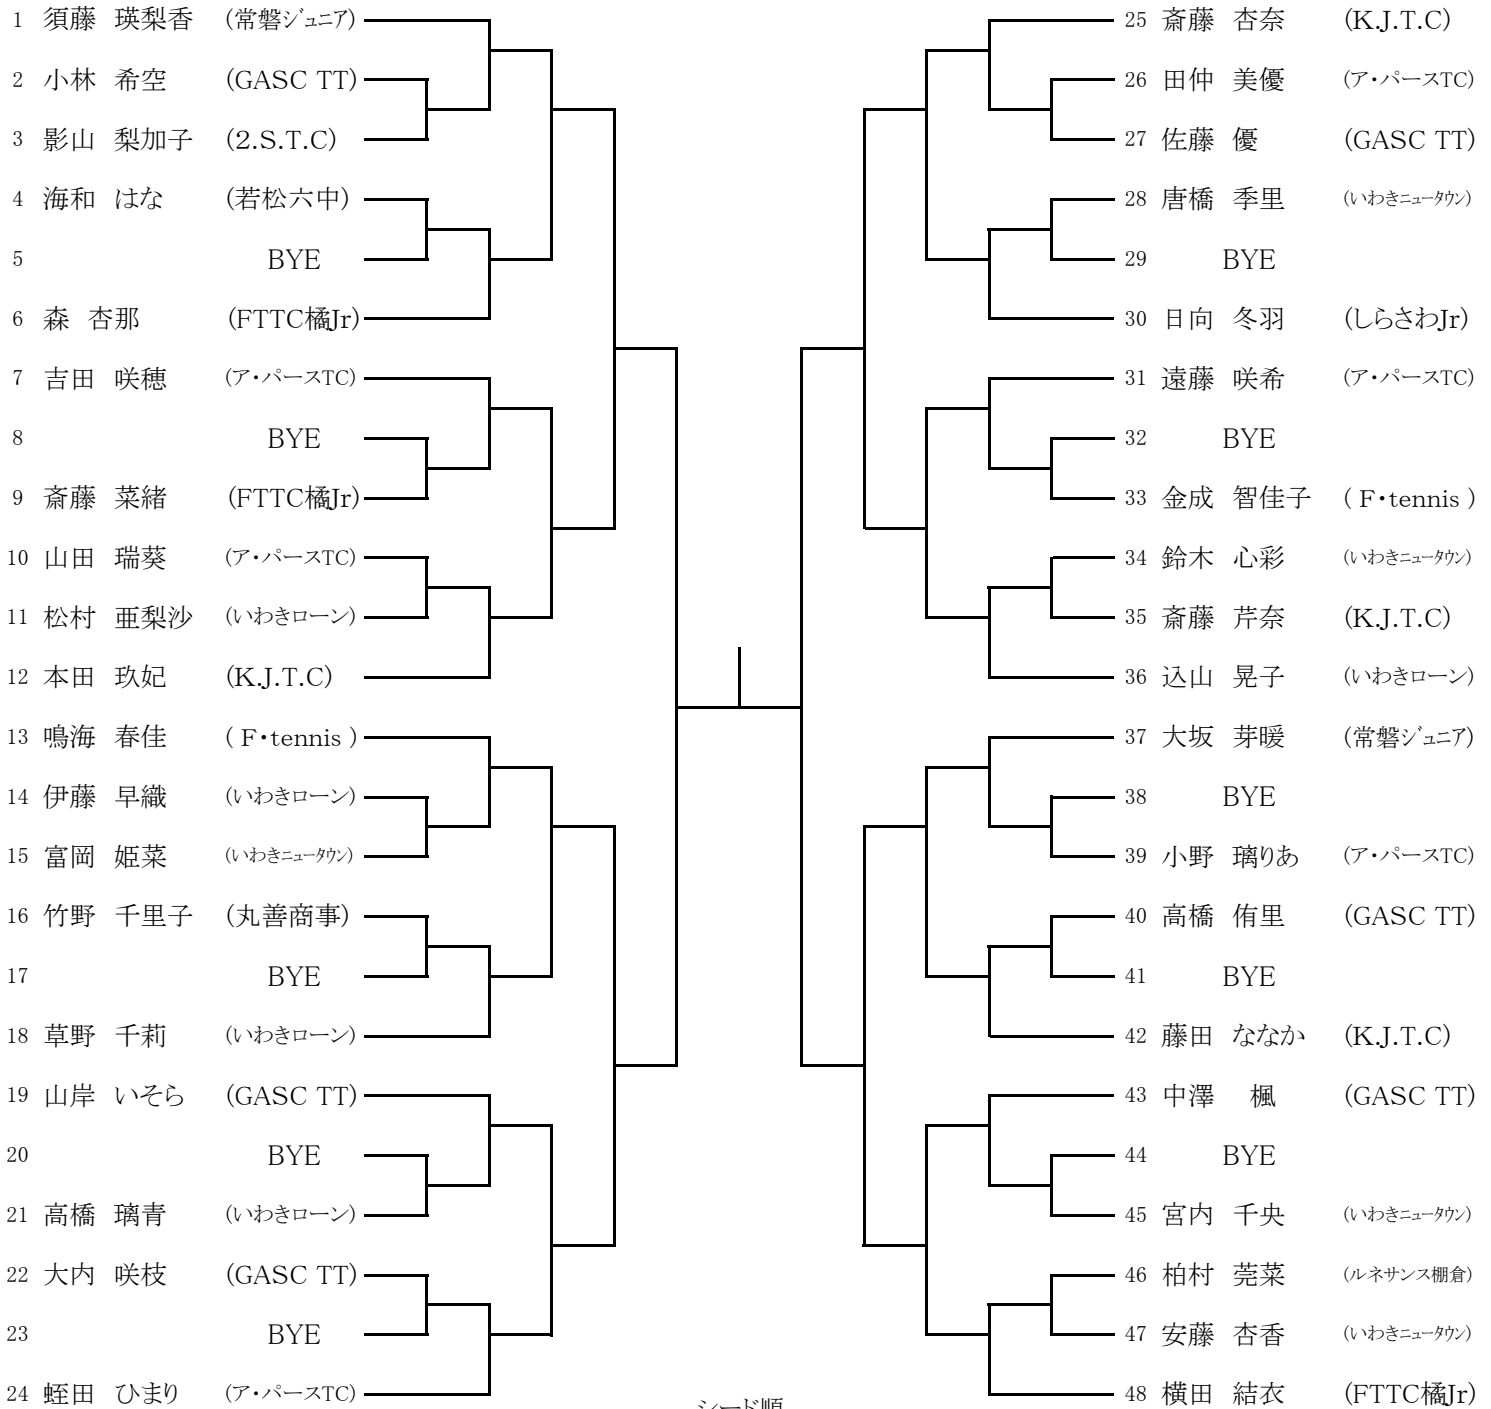 1 須藤 瑛梨香 (常磐ジュニア)
2 小林 希空 (GASC TT)
3 影山 梨加子 (2.S.T.C)
4 海和 はな (若松六中)
5 BYE
6 森 杏那 (FTTC橘Jr)
7 吉田 咲穂 (ア・パースTC)
8 BYE
9 斎藤 菜緒 (FTTC橘Jr)
10 山田 瑞葵 (ア・パースTC)
11 松村 亜梨沙 (いわきローン)
12 本田 玖妃 (K.J.T.C)
13 鳴海 春佳 ( F・tennis )
14 伊藤 早織 (いわきローン)
15 富岡 姫菜 (いわきニュータウン)
16 竹野 千里子 (丸善商事)
17 BYE
18 草野 千莉 (いわきローン)
19 山岸 いそら (GASC TT)
20 BYE
21 高橋 璃青 (いわきローン)
22 大内 咲枝 (GASC TT)
23 BYE
24 蛭田 ひまり (ア・パースTC)
25 斎藤 杏奈 (K.J.T.C)
26 田仲 美優 (ア・パースTC)
27 佐藤 優 (GASC TT)
28 唐橋 季里 (いわきニュータウン)
29 BYE
30 日向 冬羽 (しらさわJr)
31 遠藤 咲希 (ア・パースTC)
32 BYE
33 金成 智佳子 ( F・tennis )
34 鈴木 心彩 (いわきニュータウン)
35 斎藤 芹奈 (K.J.T.C)
36 込山 晃子 (いわきローン)
37 大坂 芽暖 (常磐ジュニア)
38 BYE
39 小野 璃りあ (ア・パースTC)
40 高橋 侑里 (GASC TT)
41 BYE
42 藤田 ななか (K.J.T.C)
43 中澤 楓 (GASC TT)
44 BYE
45 宮内 千央 (いわきニュータウン)
46 柏村 莞菜 (ルネサンス棚倉)
47 安藤 杏香 (いわきニュータウン)
48 横田 結衣 (FTTC橘Jr)
シード順